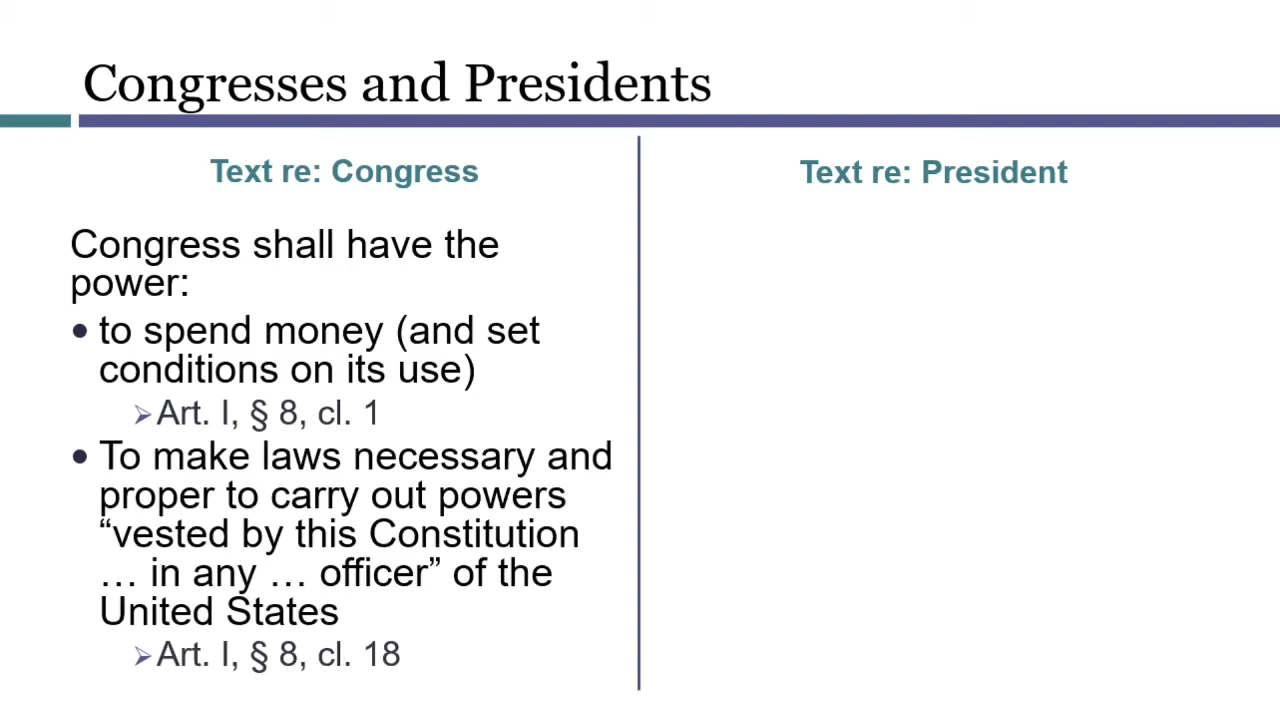 Congresses and Presidents
Text re: Congress
Congress shall have the
power:
• to spend money (and set
conditions on its use)
➢Art. I, § 8, cl. 1
• To make laws necessary and
proper to carry out powers
“vested by this Constitution
… in any … officer” of the
United States
➢Art. I, § 8, cl. 18
Text re: President